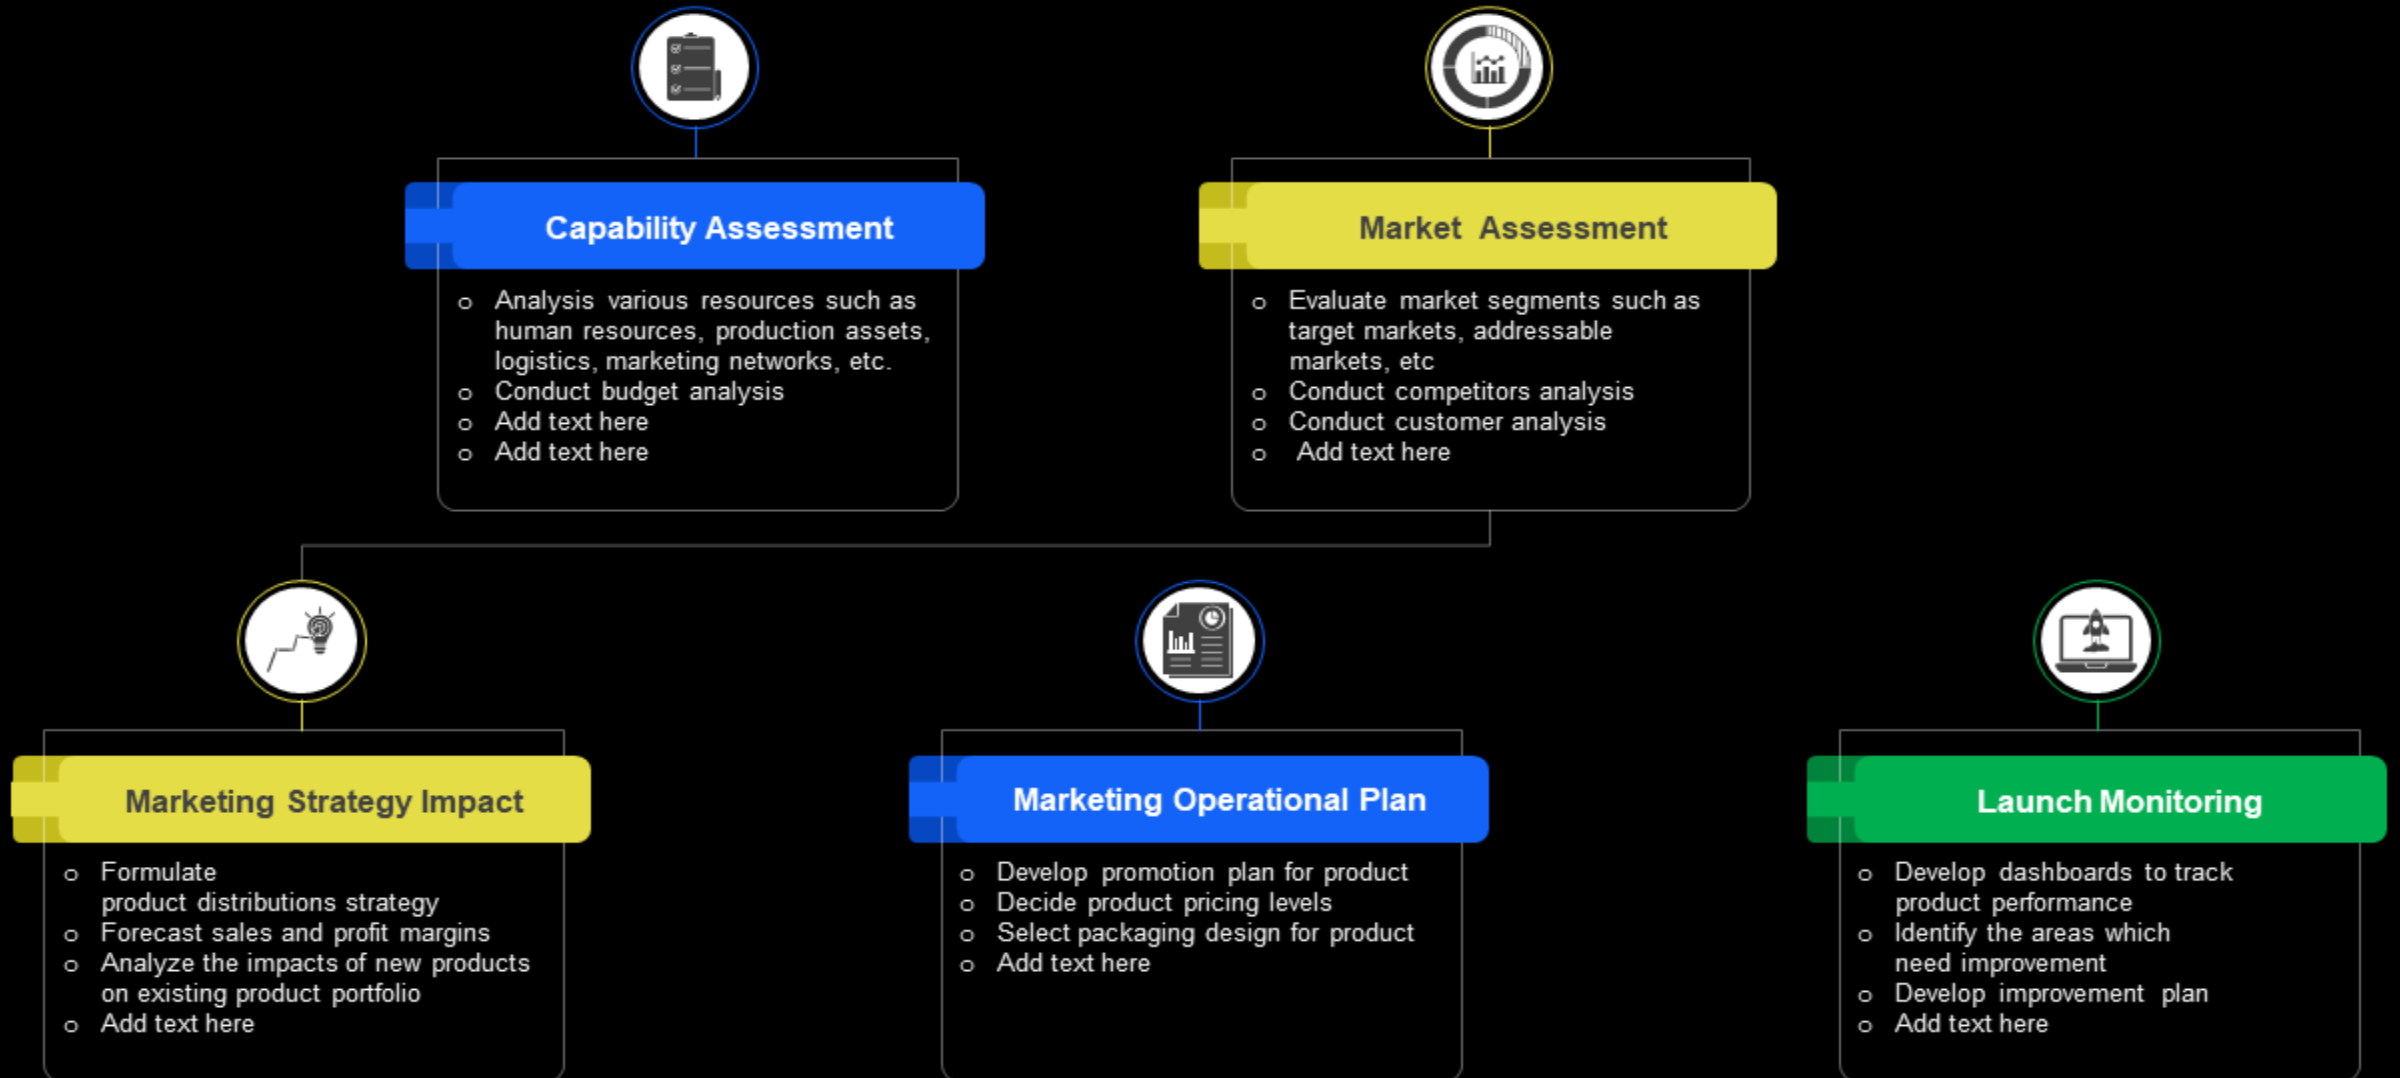 Capability Assessment
o Analysis various resources such as
human resources, production assets,
logistics, marketing networks, etc.
o Conduct budget analysis
o Add text here
o Add text here
Market Assessment
o Evaluate market segments such as
target markets, addressable
markets, etc
o Conduct competitors analysis
o Conduct customer analysis
o Add text here
Marketing Strategy Impact
o Formulate
product distributions strategy
o Forecast sales and profit margins
o Analyze the impacts of new products
on existing product portfolio
o Add text here
Marketing Operational Plan
o Develop promotion plan for product
o Decide product pricing levels
o Select packaging design for product
o Add text here
Launch Monitoring
o Develop dashboards to track
product performance
o Identify the areas which
need improvement
o Develop improvement plan
o Add text here